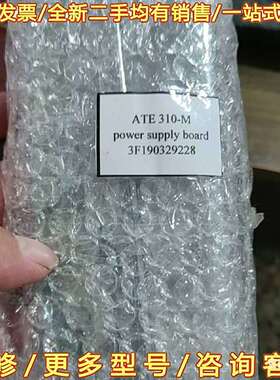 发票/全新二手均有销售/一站式
ATE 310-M
power supply board
3F190329228
修/更多型号/咨询客